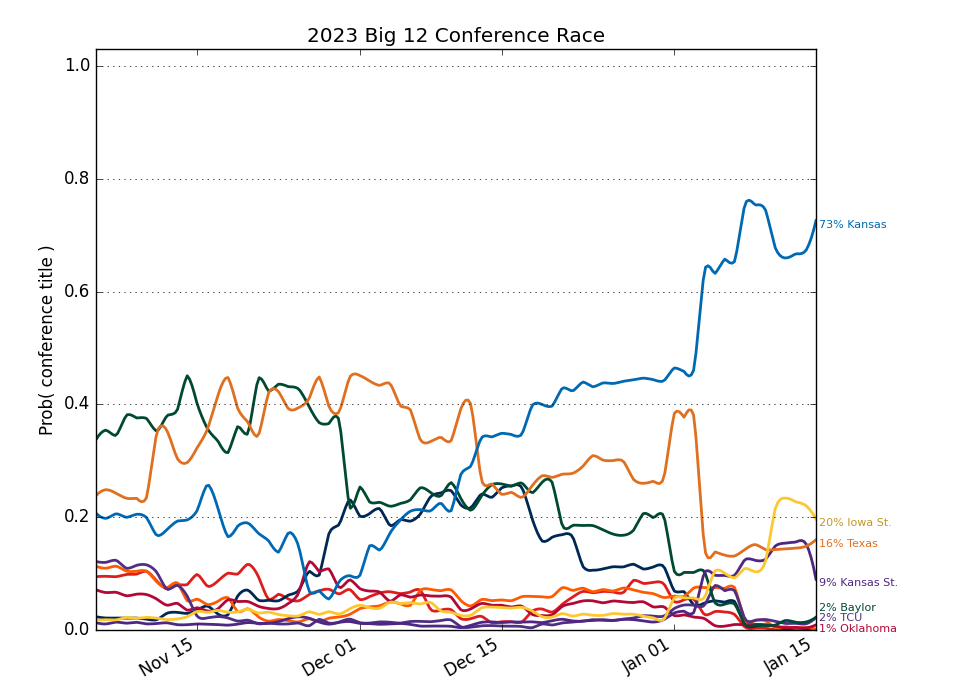 2023 Big 12 Conference Race
Prob( conference title )
1.0
0.8
0.6
0.4
0.2
0.0
Nov 15
Dec 01
Dec 15
Jan 01
Jan 15
73% Kansas
20% Iowa St.
16% Texas
9% Kansas St.
2% Baylor
2% TCU
1% Oklahoma